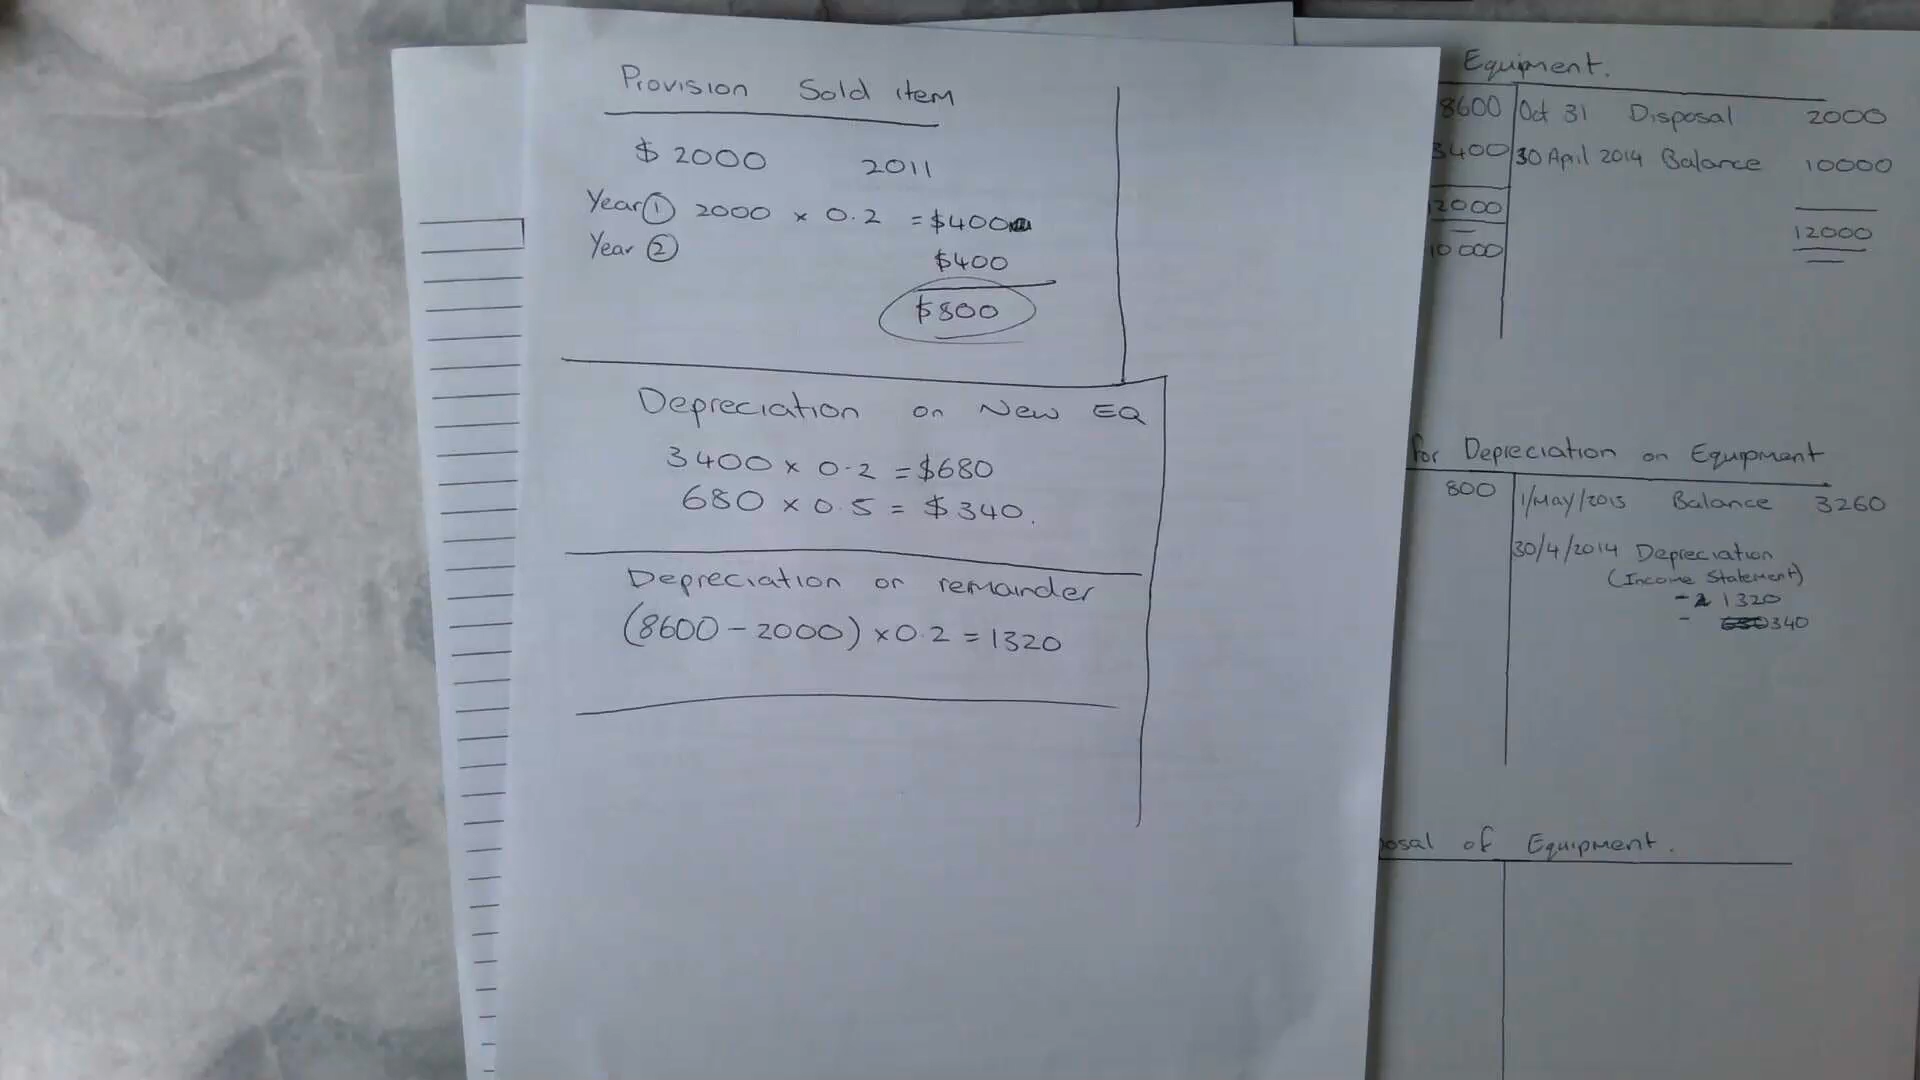 Provision Sold item
$ 2000 2011
Year ① 2000 × 0.2 = $400
Year ② $400
$800
Depreciation on New EQ
3400 × 0.2 = $680
680 × 0.5 = $340.
Depreciation on remainder
(8600 - 2000) × 0.2 = 1320
Equipment.
8600 Oct 31 Disposal 2000
3400 30 April 2014 Balance 10000
12000
12000
10 000
for Depreciation on Equipment
800 1/May/2013 Balance 3260
30/4/2014 Depreciation
(Income Statement)
- 1320
- 340
osal of Equipment.